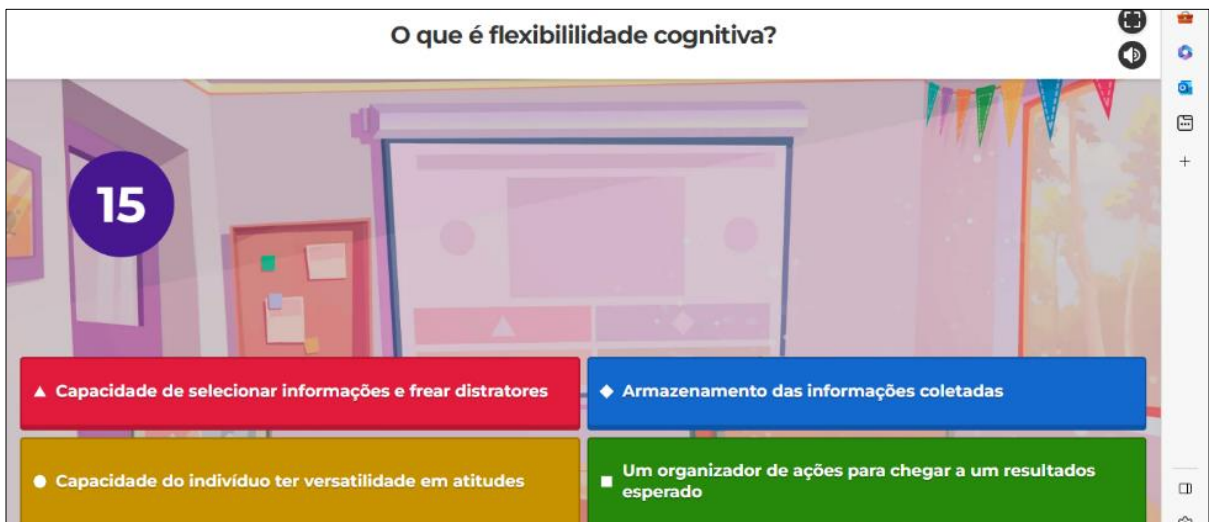 O que é flexibililidade cognitiva?
15
Capacidade de selecionar informações e frear distratores
Armazenamento das informações coletadas
Capacidade do indivíduo ter versatilidade em atitudes
Um organizador de ações para chegar a um resultados
esperado